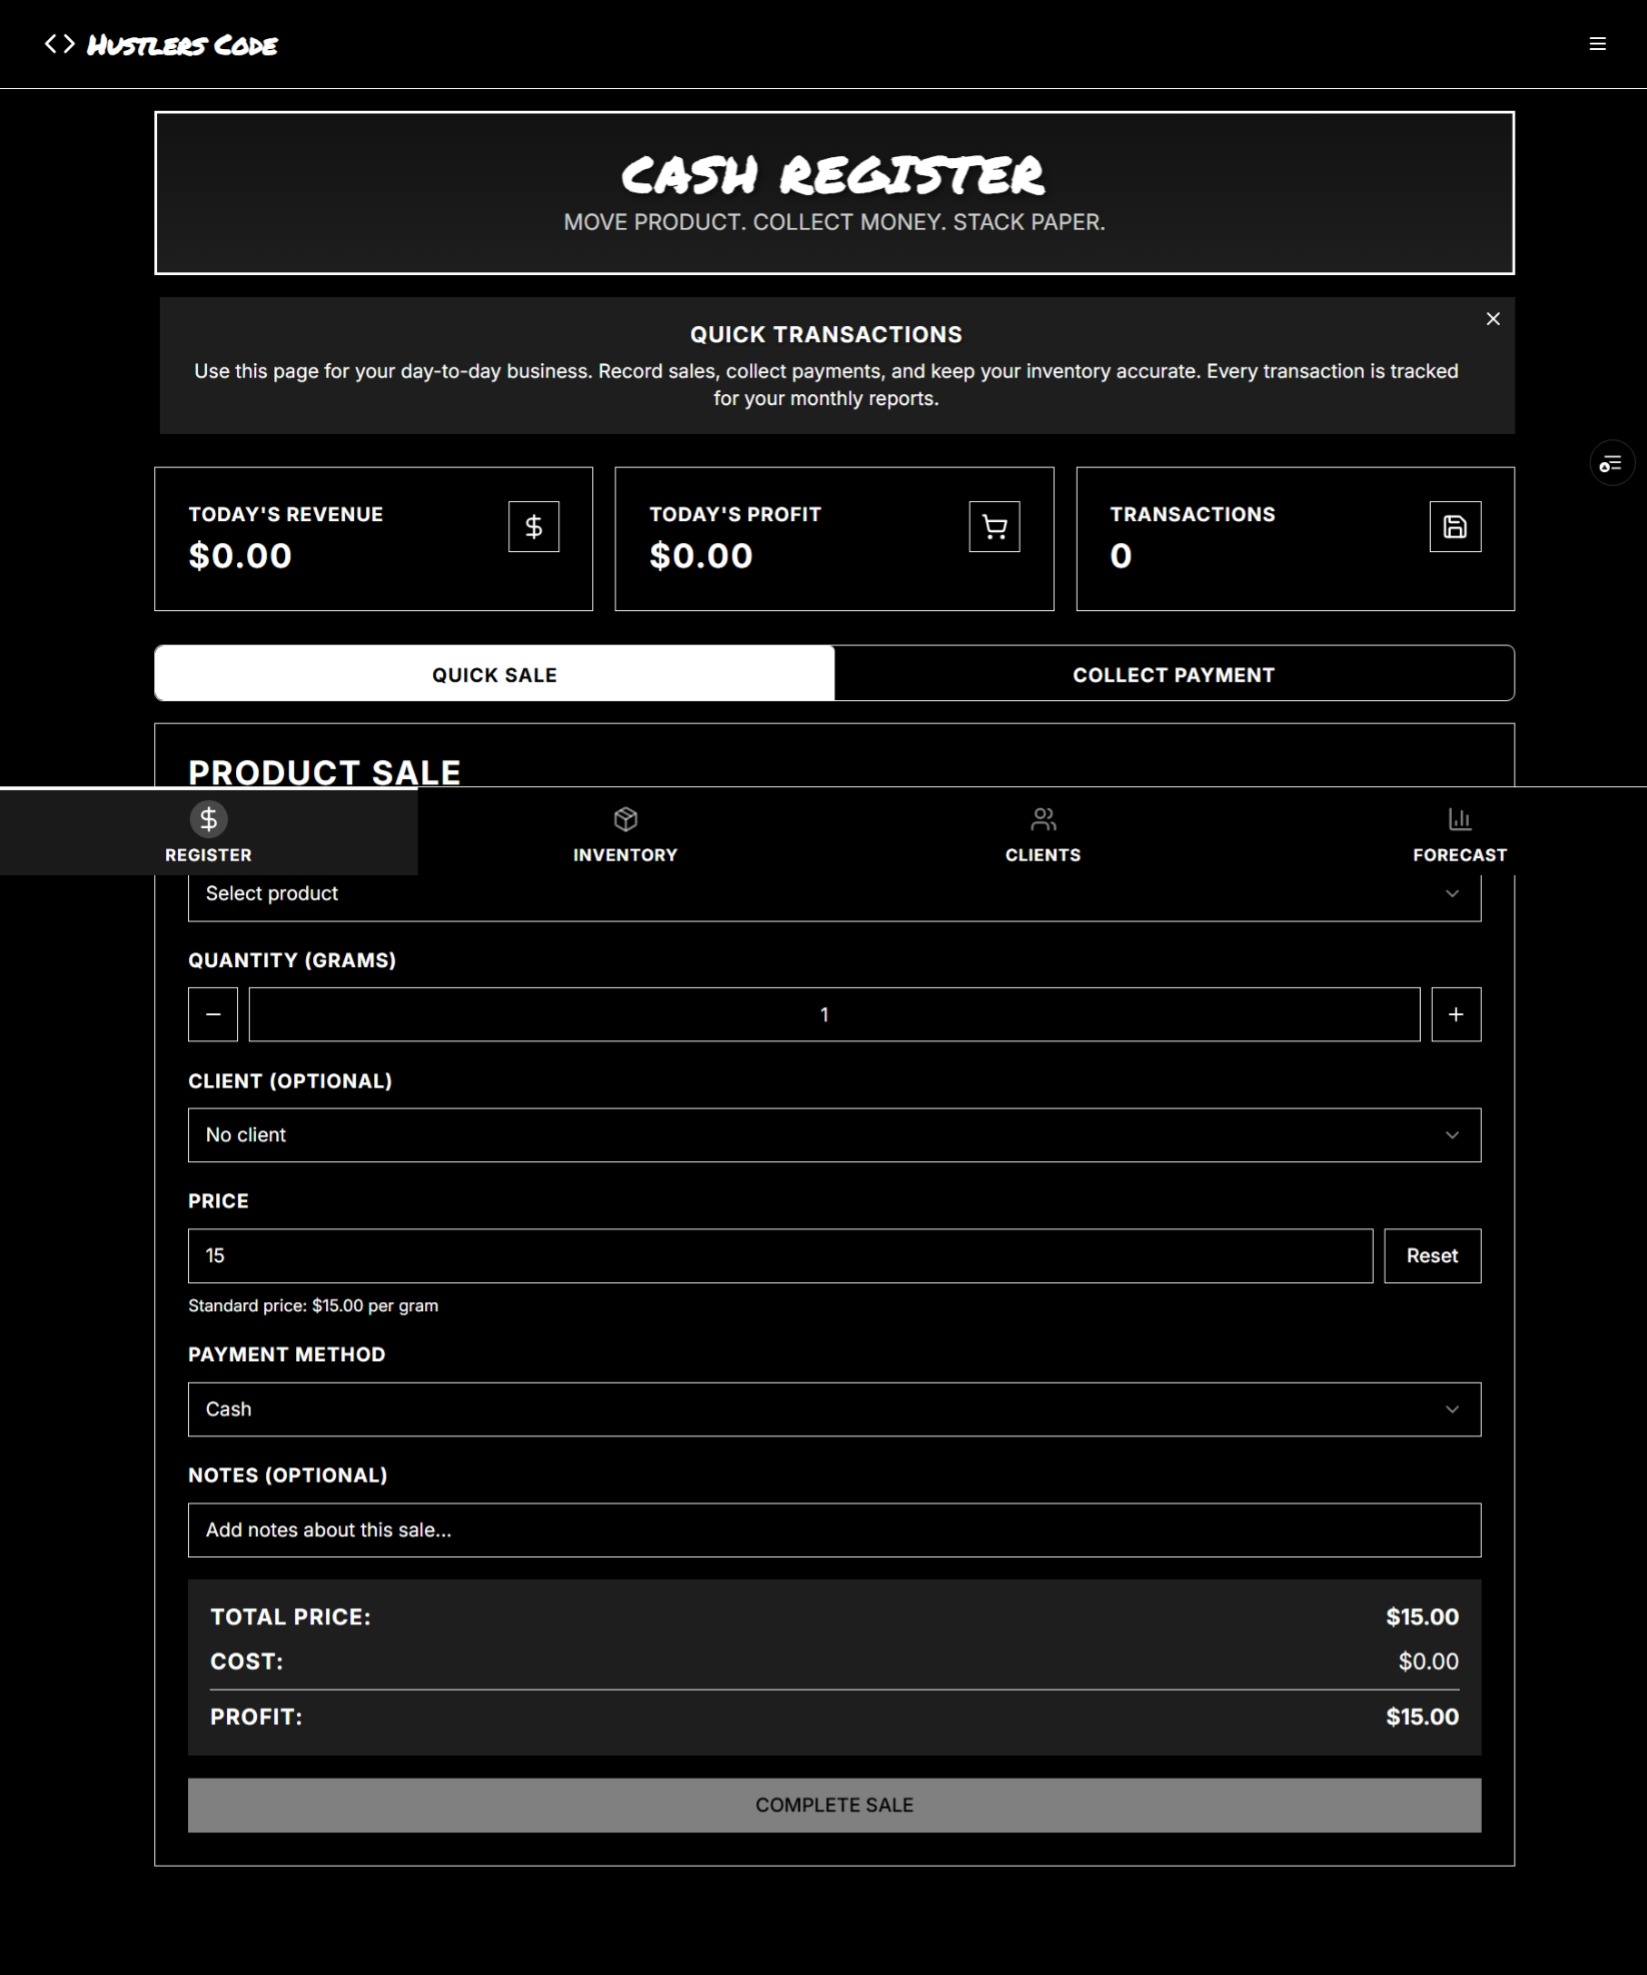 <> Hustlers Code
CASH REGISTER
MOVE PRODUCT. COLLECT MONEY. STACK PAPER.
QUICK TRANSACTIONS
Use this page for your day-to-day business. Record sales, collect payments, and keep your inventory accurate. Every transaction is tracked
for your monthly reports.
TODAY'S REVENUE
$0.00
$
TODAY'S PROFIT
$0.00
TRANSACTIONS
0
QUICK SALE
COLLECT PAYMENT
PRODUCT SALE
$
REGISTER
INVENTORY
CLIENTS
FORECAST
Select product
QUANTITY (GRAMS)
− 1 +
CLIENT (OPTIONAL)
No client
PRICE
15
Reset
Standard price: $15.00 per gram
PAYMENT METHOD
Cash
NOTES (OPTIONAL)
Add notes about this sale...
TOTAL PRICE: $15.00
COST: $0.00
PROFIT: $15.00
COMPLETE SALE